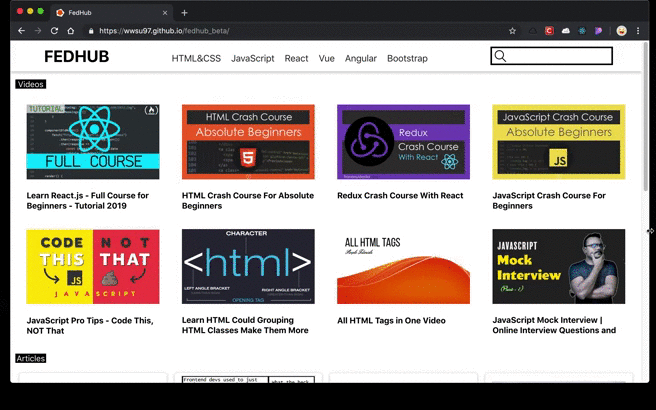 FedHub
https://wwsu97.github.io/fedhub_beta/
FEDHUB
HTML&CSS JavaScript React Vue Angular Bootstrap
Videos
TUTORIAL
FULL COURSE
HTML Crash Course
Absolute Beginners
Redux
Crash Course
With React
JavaScript Crash Course
Absolute Beginners
JS
Learn React.js - Full Course for
Beginners - Tutorial 2019
HTML Crash Course For Absolute
Beginners
Redux Crash Course With React
JavaScript Crash Course For
Beginners
CODE NOT
THIS THAT
JS
JAVASCRIPT
CHARACTER
<html>
LEFT ANGLE BRACKET
RIGHT ANGLE BRACKET
OPENING TAG
ALL HTML TAGS
JAVASCRIPT
Mock
Interview
(Part - 1)
JavaScript Pro Tips - Code This,
NOT That
Learn HTML Could Grouping
HTML Classes Make Them More
All HTML Tags in One Video
JavaScript Mock Interview |
Online Interview Questions and
Articles
Frontend devs used to just
what the heck